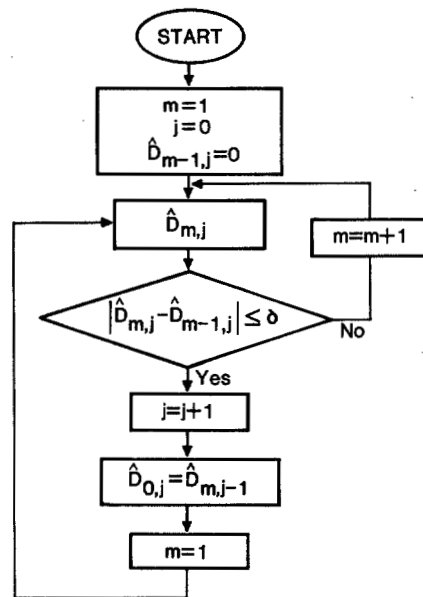 START
m=1
j=0
D̂m−1,j=0
D̂m,j
m=m+1
|D̂m,j−D̂m−1,j| ≤ δ
No
Yes
j=j+1
D̂0,j=D̂m,j−1
m=1